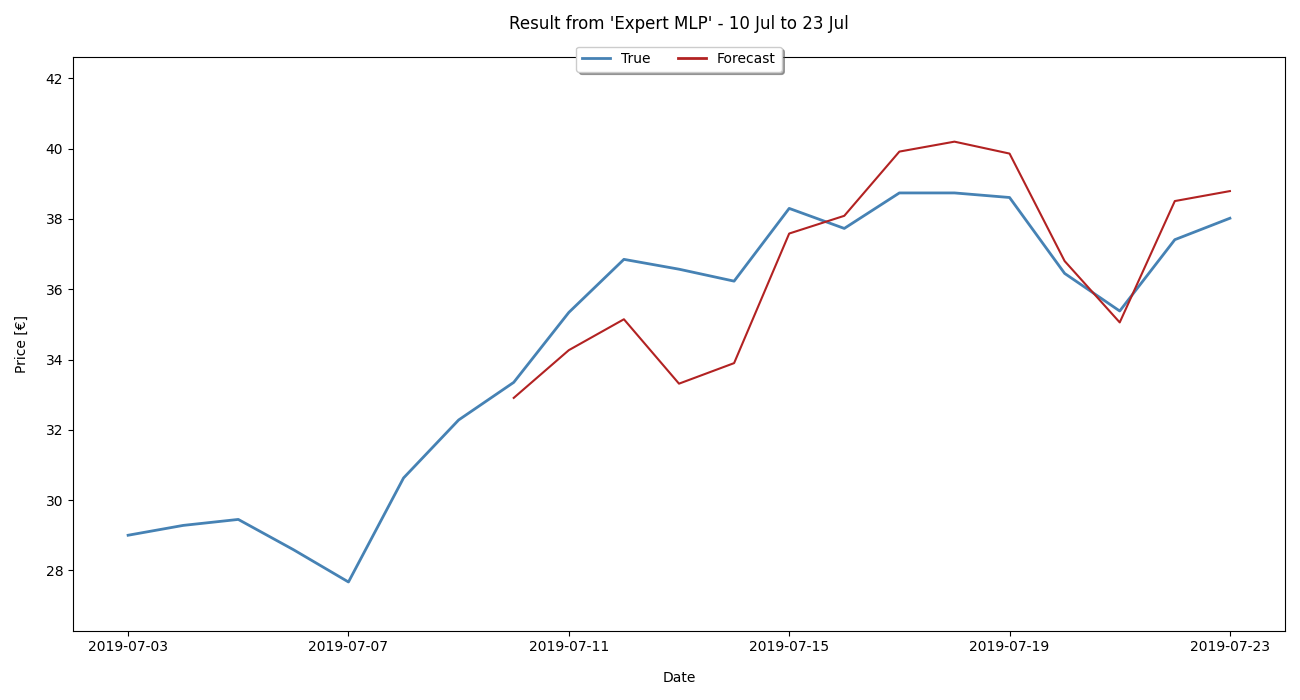 Result from 'Expert MLP' - 10 Jul to 23 Jul
True Forecast
42
40
38
36
34
32
30
28
Price [€]
2019-07-03 2019-07-07 2019-07-11 2019-07-15 2019-07-19 2019-07-23
Date